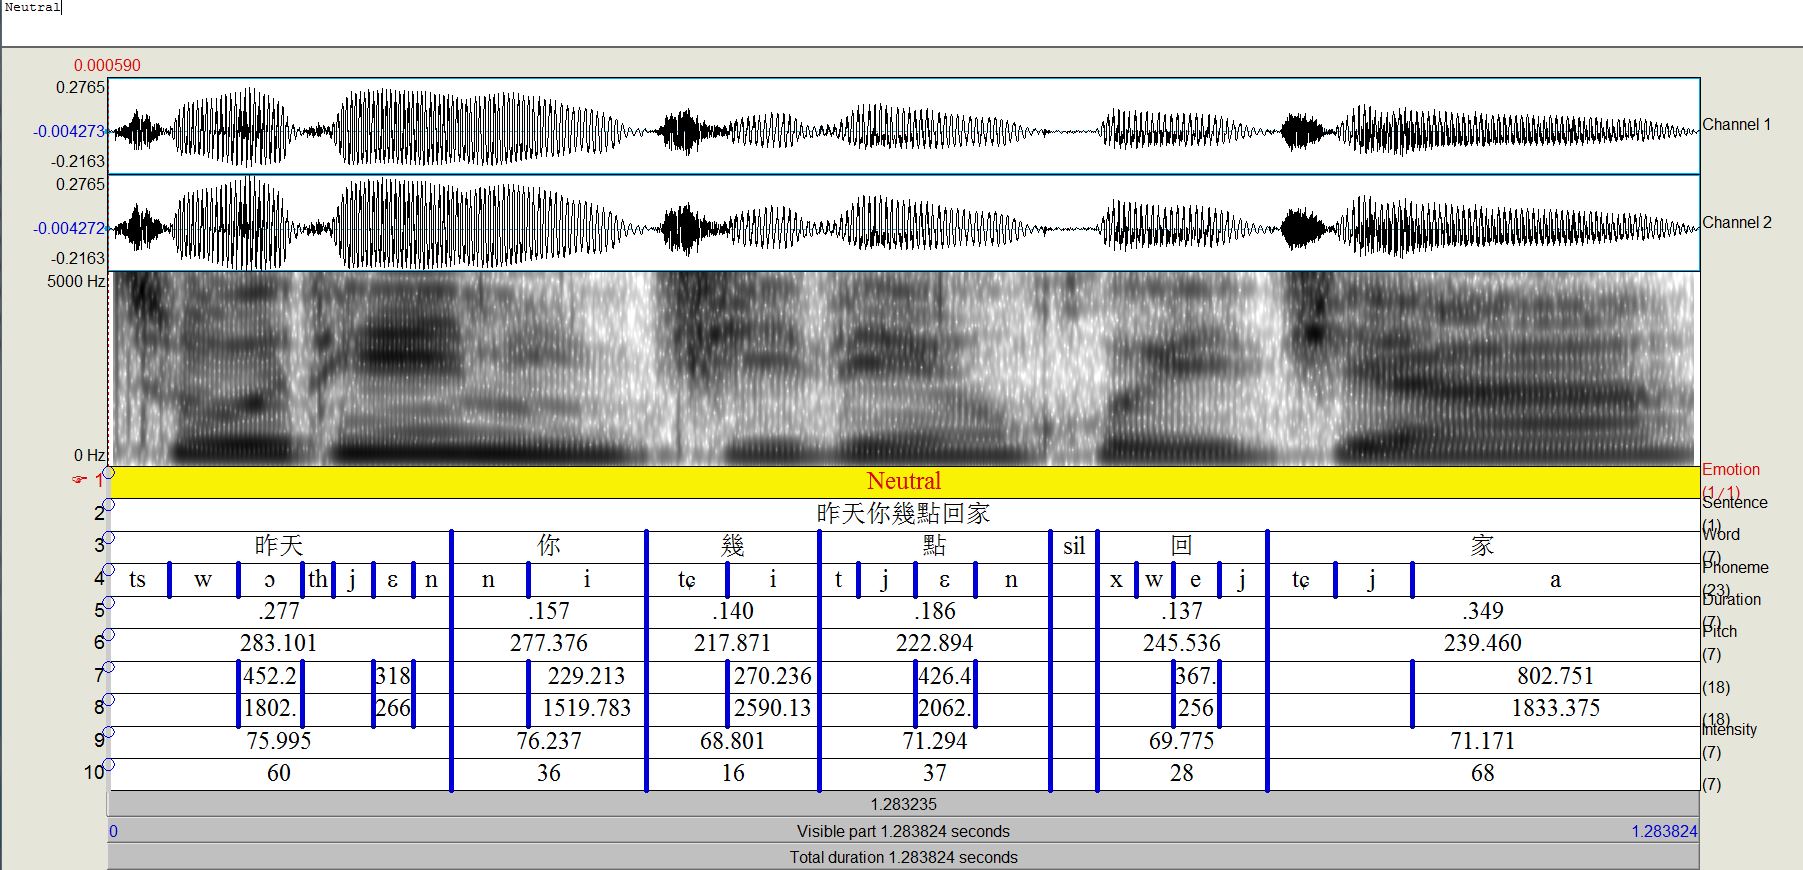 Neutral
0.000590
0.2765
-0.004273
-0.2163
Channel 1
0.2765
-0.004272
-0.2163
Channel 2
5000 Hz
0 Hz
☞ 1 Neutral Emotion (1/1)
2 昨天你幾點回家 Sentence (1)
3 昨天 你 幾 點 sil 回 家 Word (7)
4 ts w ɔ th j ɛ n n i tɕ i t j ɛ n x w e j tɕ j a Phoneme (23)
5 .277 .157 .140 .186 .137 .349 Duration (7)
6 283.101 277.376 217.871 222.894 245.536 239.460 Pitch (7)
7 452.2 318 229.213 270.236 426.4 367. 802.751 (18)
8 1802. 266 1519.783 2590.13 2062. 256 1833.375 (18)
9 75.995 76.237 68.801 71.294 69.775 71.171 Intensity (7)
10 60 36 16 37 28 68 (7)
1.283235
0 Visible part 1.283824 seconds 1.283824
Total duration 1.283824 seconds